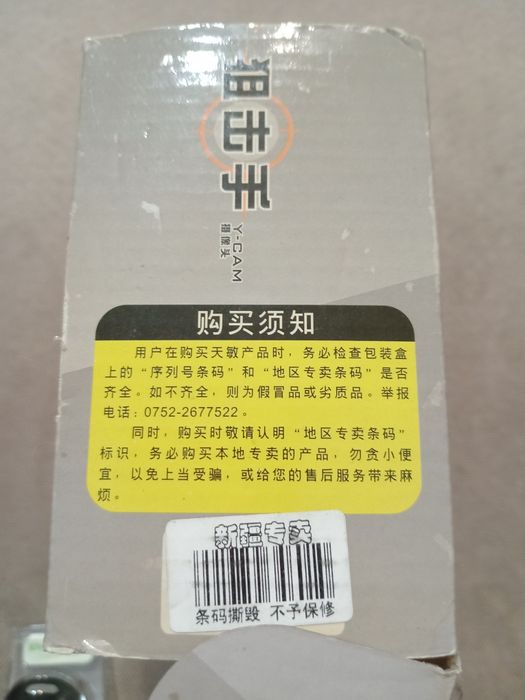 狙击手
Y-CAM
摄像头
购买须知
用户在购买天敏产品时，务必检查包装盒
上的“序列号条码”和“地区专卖条码”是否
齐全。如不齐全，则为假冒品或劣质品。举报
电话：0752-2677522。
同时，购买时敬请认明“地区专卖条码”
标识，务必购买本地专卖的产品，勿贪小便
宜，以免上当受骗，或给您的售后服务带来麻
烦。
新疆专卖
条码撕毁 不予保修